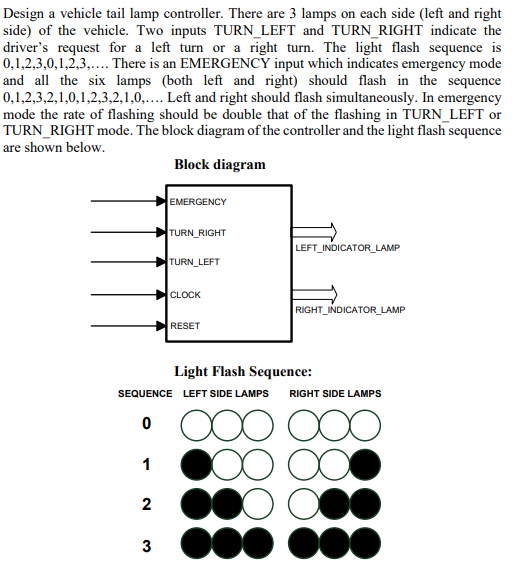 Design a vehicle tail lamp controller. There are 3 lamps on each side (left and right
side) of the vehicle. Two inputs TURN_LEFT and TURN_RIGHT indicate the
driver's request for a left turn or a right turn. The light flash sequence is
0,1,2,3,0,1,2,3,…. There is an EMERGENCY input which indicates emergency mode
and all the six lamps (both left and right) should flash in the sequence
0,1,2,3,2,1,0,1,2,3,2,1,0,…. Left and right should flash simultaneously. In emergency
mode the rate of flashing should be double that of the flashing in TURN_LEFT or
TURN_RIGHT mode. The block diagram of the controller and the light flash sequence
are shown below.
Block diagram
EMERGENCY
TURN_RIGHT
LEFT_INDICATOR_LAMP
TURN_LEFT
CLOCK
RIGHT_INDICATOR_LAMP
RESET
Light Flash Sequence:
SEQUENCE LEFT SIDE LAMPS RIGHT SIDE LAMPS
0
1
2
3